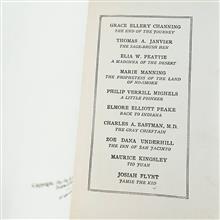 GRACE ELLERY CHANNING
THE END OF THE JOURNEY
THOMAS A. JANVIER
THE SAGE-BRUSH HEN
ELIA W. PEATTIE
A MADONNA OF THE DESERT
MARIE MANNING
THE PROPHETESS OF THE LAND
OF NO-SMOKE
PHILIP VERRILL MIGHELS
A LITTLE PIONEER
ELMORE ELLIOTT PEAKE
BACK TO INDIANA
CHARLES A. EASTMAN, M.D.
THE GRAY CHIEFTAIN
ZOE DANA UNDERHILL
THE INN OF SAN JACINTO
MAURICE KINGSLEY
TIO JUAN
JOSIAH FLYNT
JAMIE THE KID